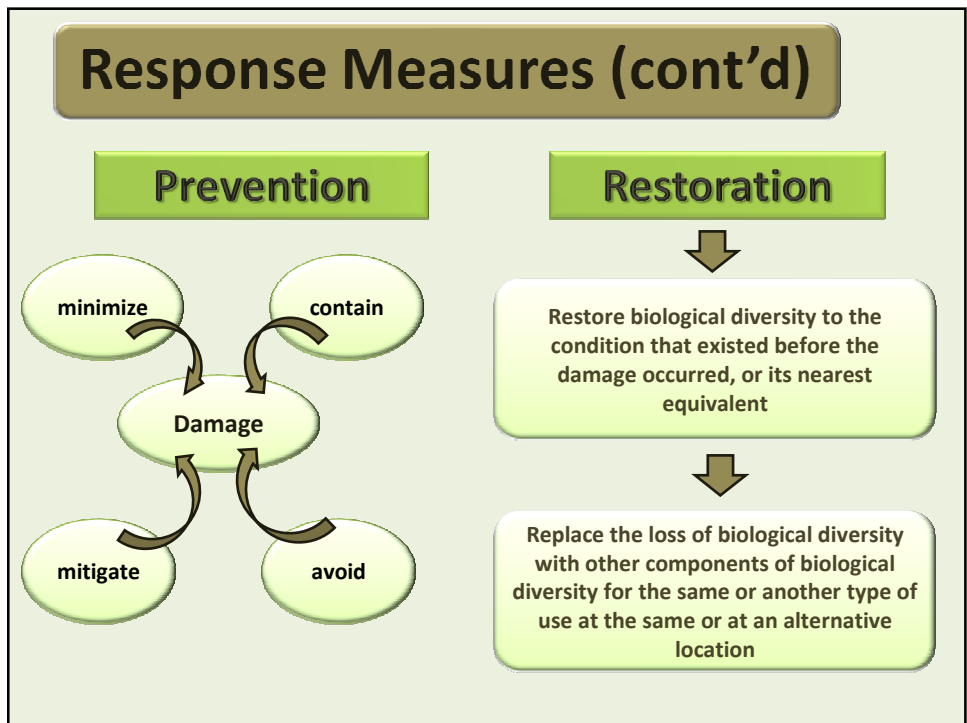 Response Measures (cont’d)
Prevention
minimize
contain
Damage
mitigate
avoid
Restoration
Restore biological diversity to the
condition that existed before the
damage occurred, or its nearest
equivalent
Replace the loss of biological diversity
with other components of biological
diversity for the same or another type of
use at the same or at an alternative
location